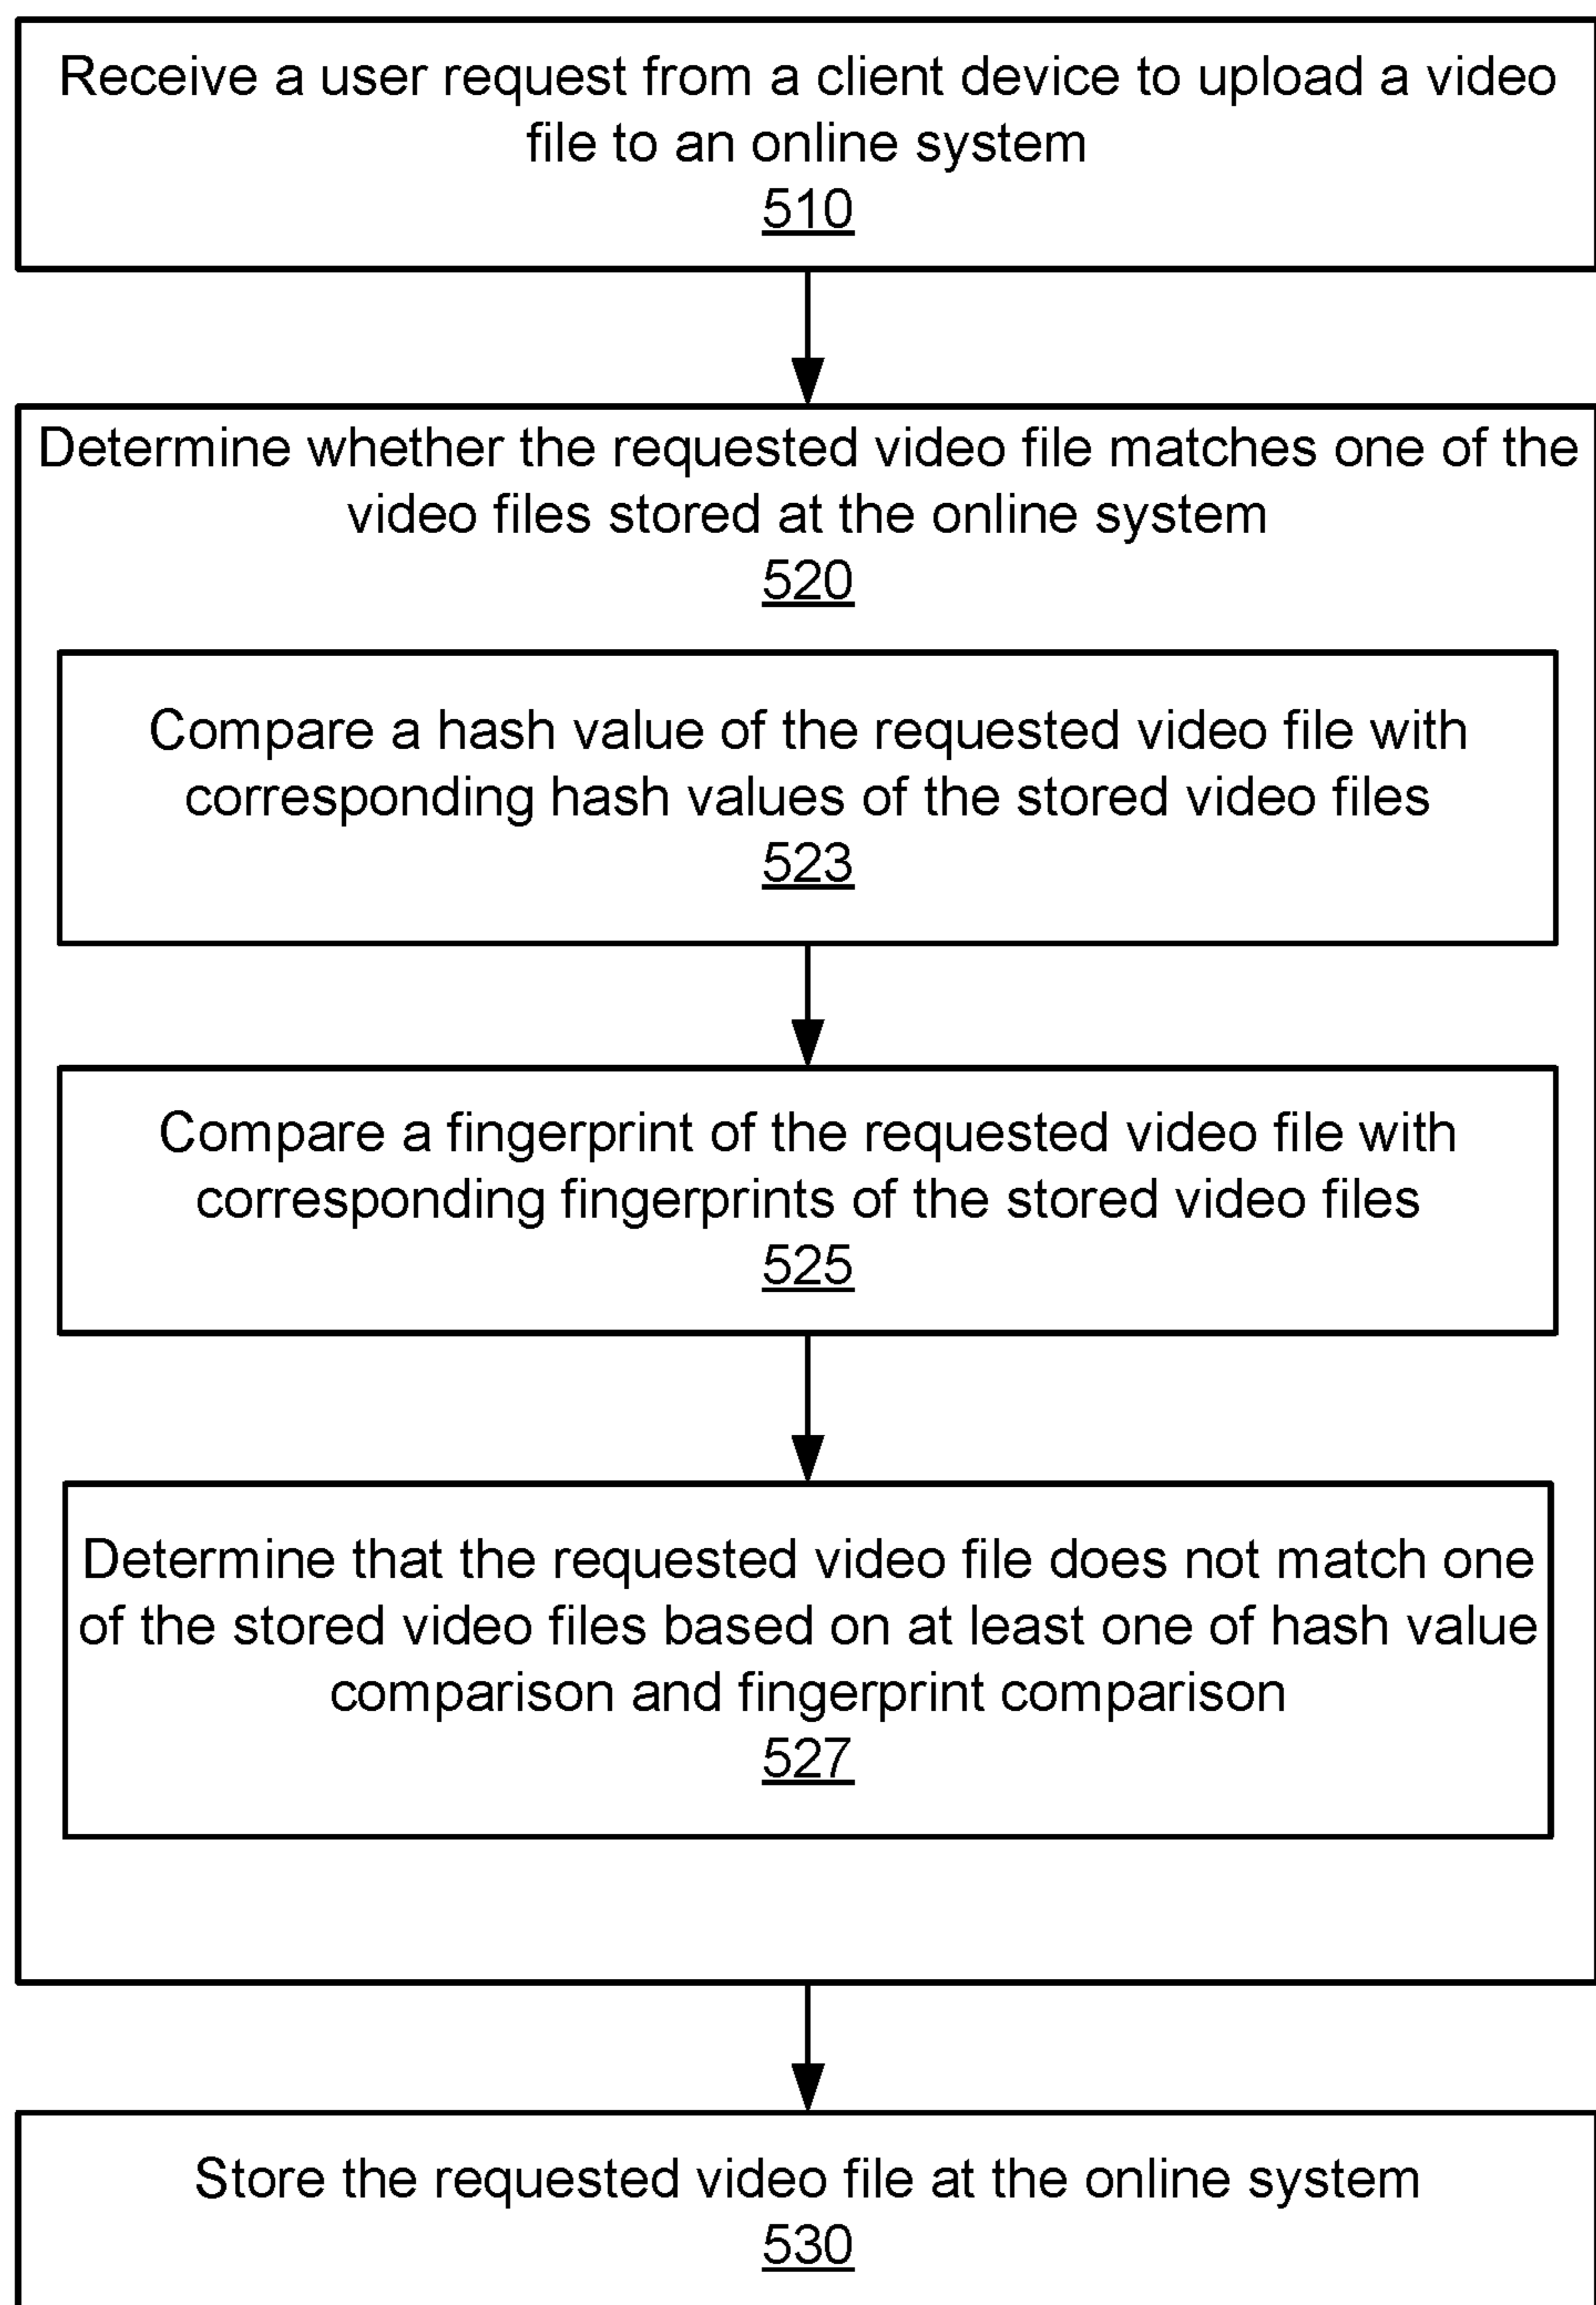 Receive a user request from a client device to upload a video
file to an online system
510
Determine whether the requested video file matches one of the
video files stored at the online system
520
Compare a hash value of the requested video file with
corresponding hash values of the stored video files
523
Compare a fingerprint of the requested video file with
corresponding fingerprints of the stored video files
525
Determine that the requested video file does not match one
of the stored video files based on at least one of hash value
comparison and fingerprint comparison
527
Store the requested video file at the online system
530